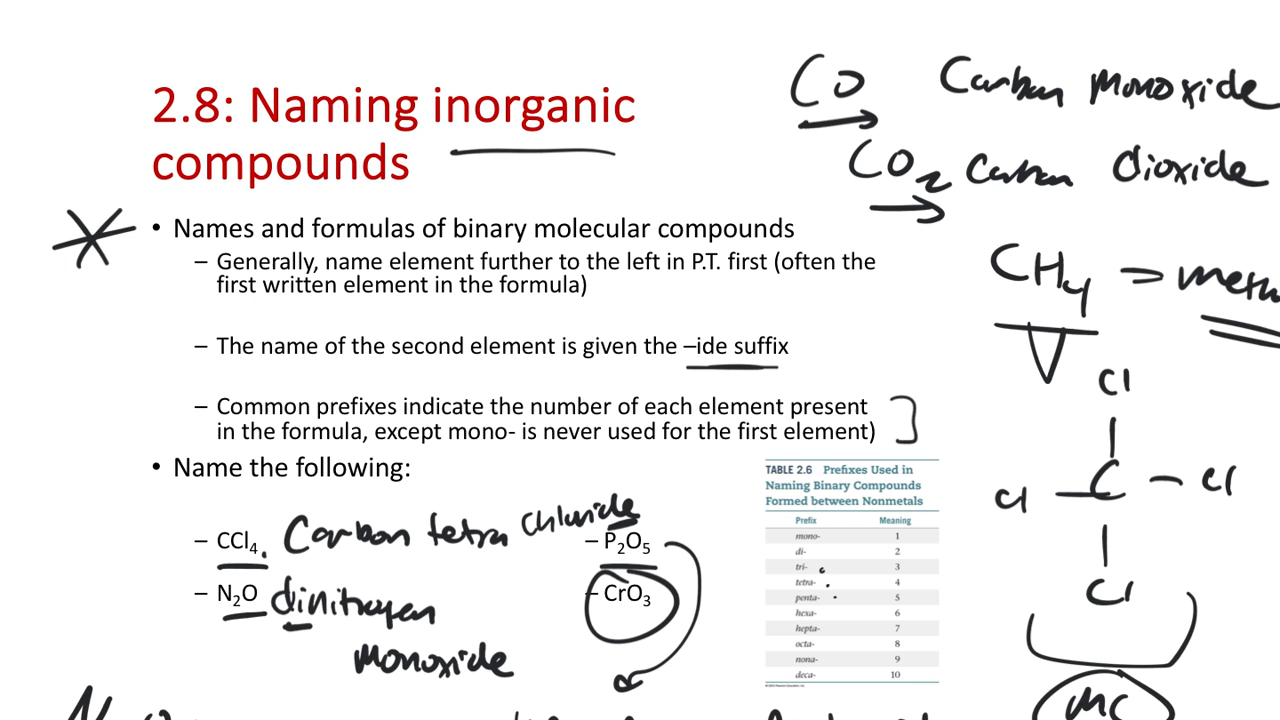 2.8: Naming inorganic
compounds
• Names and formulas of binary molecular compounds
– Generally, name element further to the left in P.T. first (often the
first written element in the formula)
– The name of the second element is given the –ide suffix
– Common prefixes indicate the number of each element present
in the formula, except mono- is never used for the first element)
• Name the following:
– CCl₄ Carbon tetra chloride
– N₂O dinitrogen
monoxide
– P₂O₅
– CrO₃
CO Carbon Monoxide
CO₂ Carbon Dioxide
CH₄ ⇒
Cl
Cl – C – Cl
Cl
MC
TABLE 2.6 Prefixes Used in
Naming Binary Compounds
Formed between Nonmetals
Prefix Meaning
mono- 1
di- 2
tri- 3
tetra- 4
penta- 5
hexa- 6
hepta- 7
octa- 8
nona- 9
deca- 10